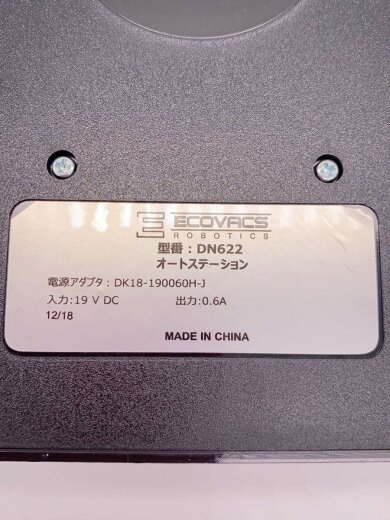 ECOVACS
ROBOTICS
型番：DN622
オートステーション
電源アダプタ：DK18-190060H-J
入力:19 V DC 出力:0.6A
12/18
MADE IN CHINA